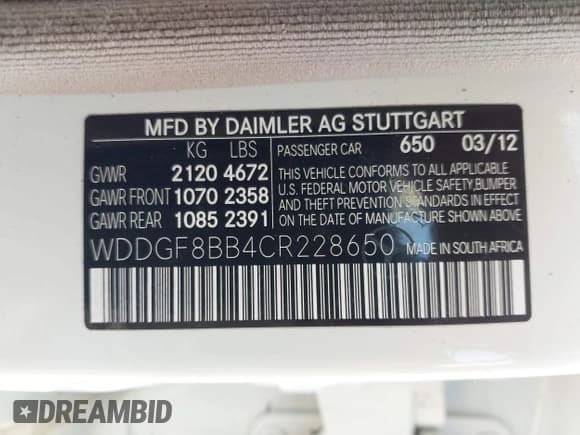 MFD BY DAIMLER AG STUTTGART
KG LBS PASSENGER CAR 650 03/12
GVWR 2120 4672
GAWR FRONT 1070 2358
GAWR REAR 1085 2391
THIS VEHICLE CONFORMS TO ALL APPLICABLE
U.S. FEDERAL MOTOR VEHICLE SAFETY,BUMPER
AND THEFT PREVENTION STANDARDS IN EFFECT
ON THE DATE OF MANUFACTURE SHOWN ABOVE.
WDDGF8BB4CR228650 MADE IN SOUTH AFRICA
DREAMBID